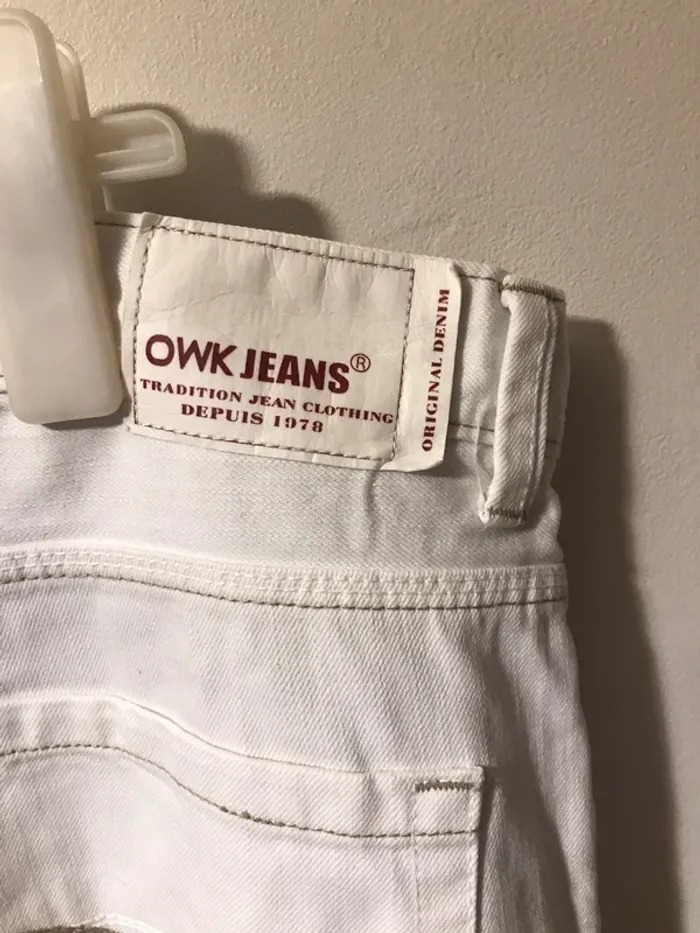 OWK JEANS®
TRADITION JEAN CLOTHING
DEPUIS 1978
ORIGINAL DENIM